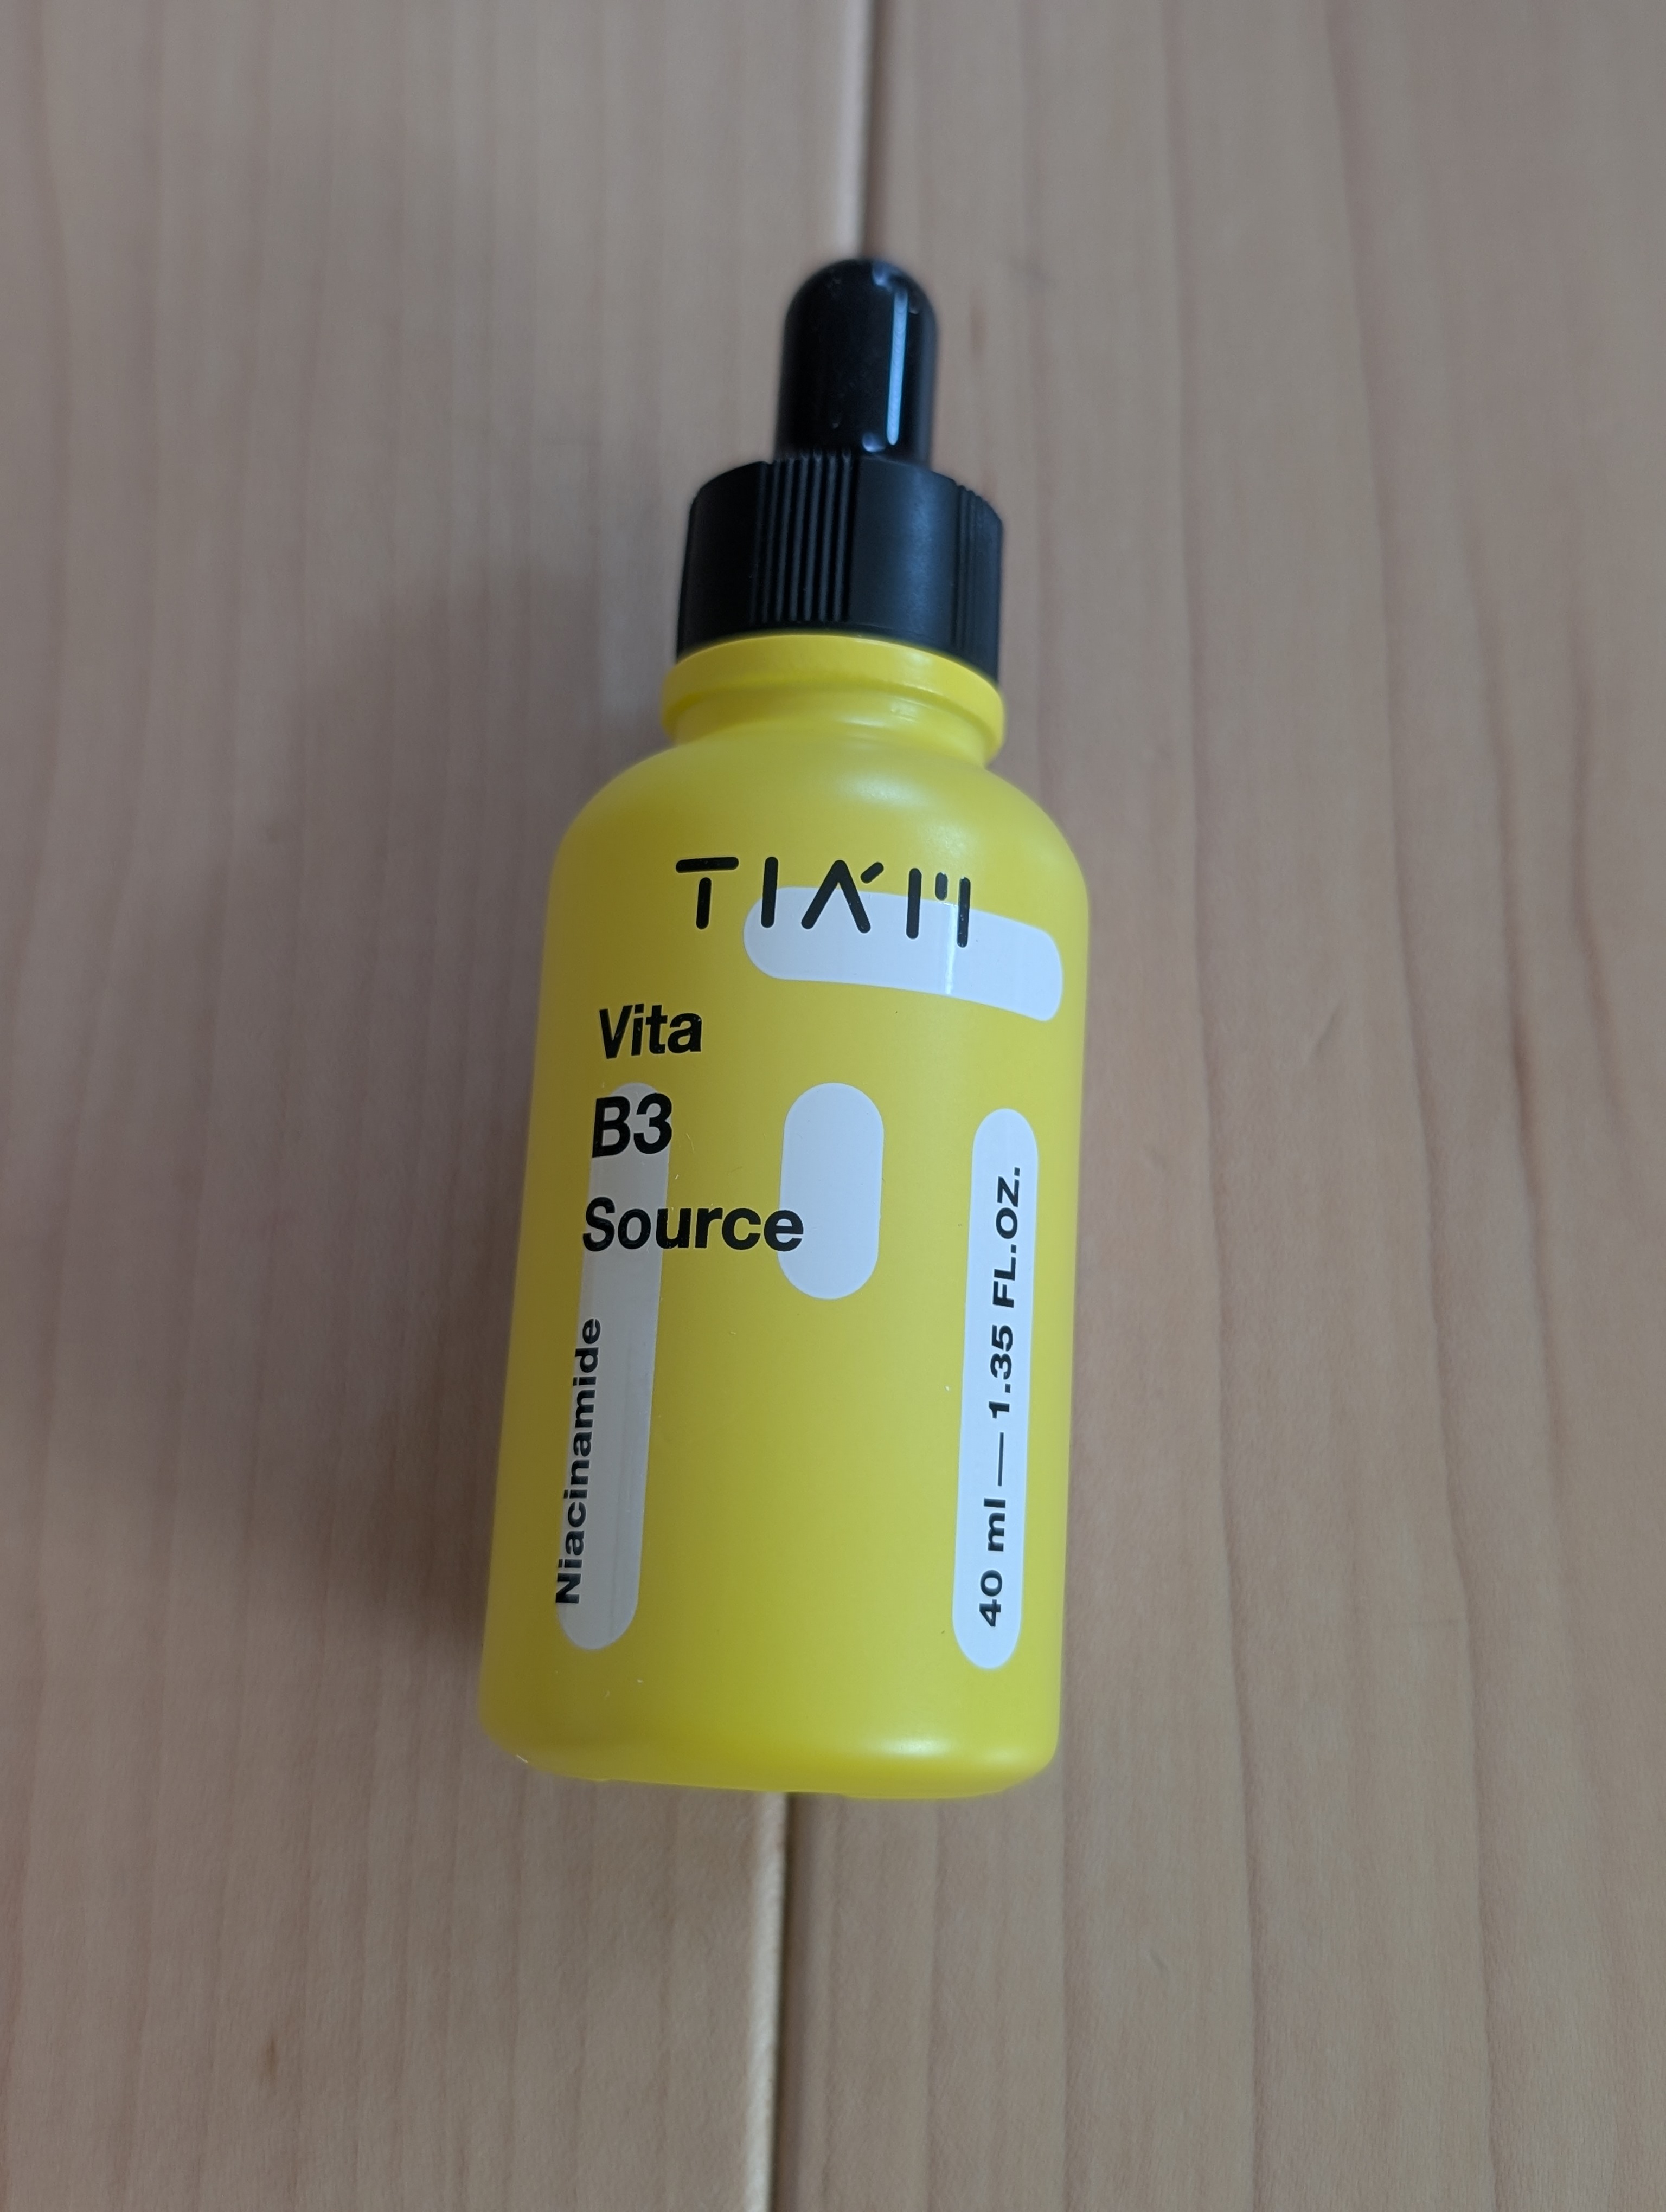 TIA'M
Vita
B3
Source
Niacinamide
40 ml — 1.35 FL.OZ.